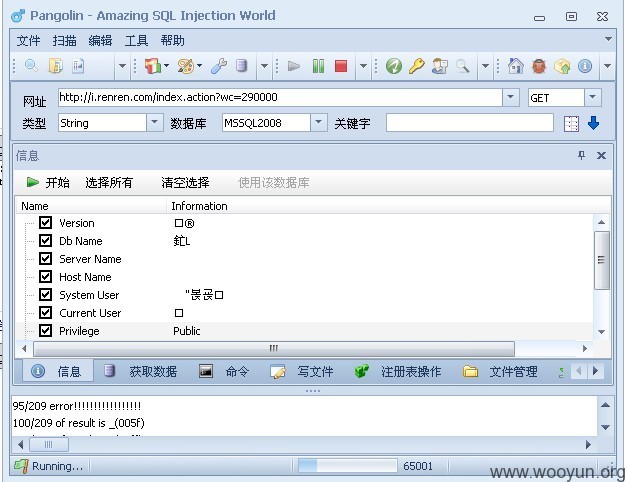 Pangolin - Amazing SQL Injection World
文件 扫描 编辑 工具 帮助
网址 http://i.renren.com/index.action?wc=290000 GET
类型 String 数据库 MSSQL2008 关键字
信息
开始 选择所有 清空选择 使用该数据库
Name Information
Version ®
Db Name L
Server Name
Host Name
System User
Current User
Privilege Public
信息 获取数据 命令 写文件 注册表操作 文件管理
95/209 error!!!!!!!!!!!!!!!!!
100/209 of result is _(005f)
Running... 65001
www.wooyun.org